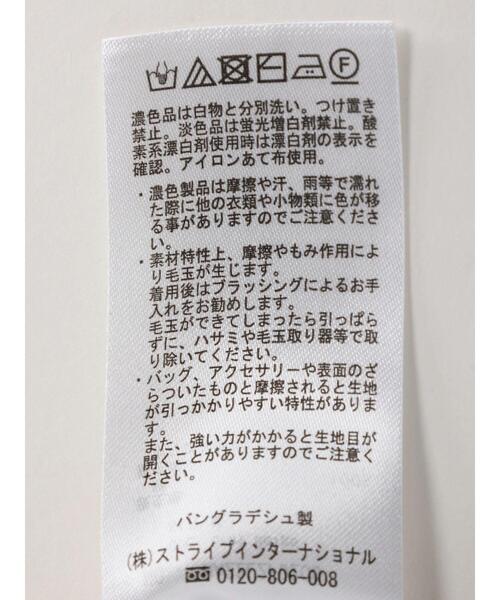 濃色品は白物と分別洗い。つけ置き
禁止。淡色品は蛍光増白剤禁止。酸
素系漂白剤使用時は漂白剤の表示を
確認。アイロンあて布使用。
・濃色製品は摩擦や汗、雨等で濡れ
た際に他の衣類や小物類に色が移
る事がありますのでご注意くださ
い。
・素材特性上、摩擦やもみ作用によ
り毛玉が生じます。
着用後はブラッシングによるお手
入れをお勧めします。
毛玉ができてしまったら引っぱら
ずに、ハサミや毛玉取り器等で取
り除いてください。
・バッグ、アクセサリーや表面のざ
らついたものと摩擦されると生地
が引っかかりやすい特性がありま
す。
また、強い力がかかると生地目が
開くことがありますのでご注意く
ださい。
バングラデシュ製
(株)ストライプインターナショナル
0120-806-008